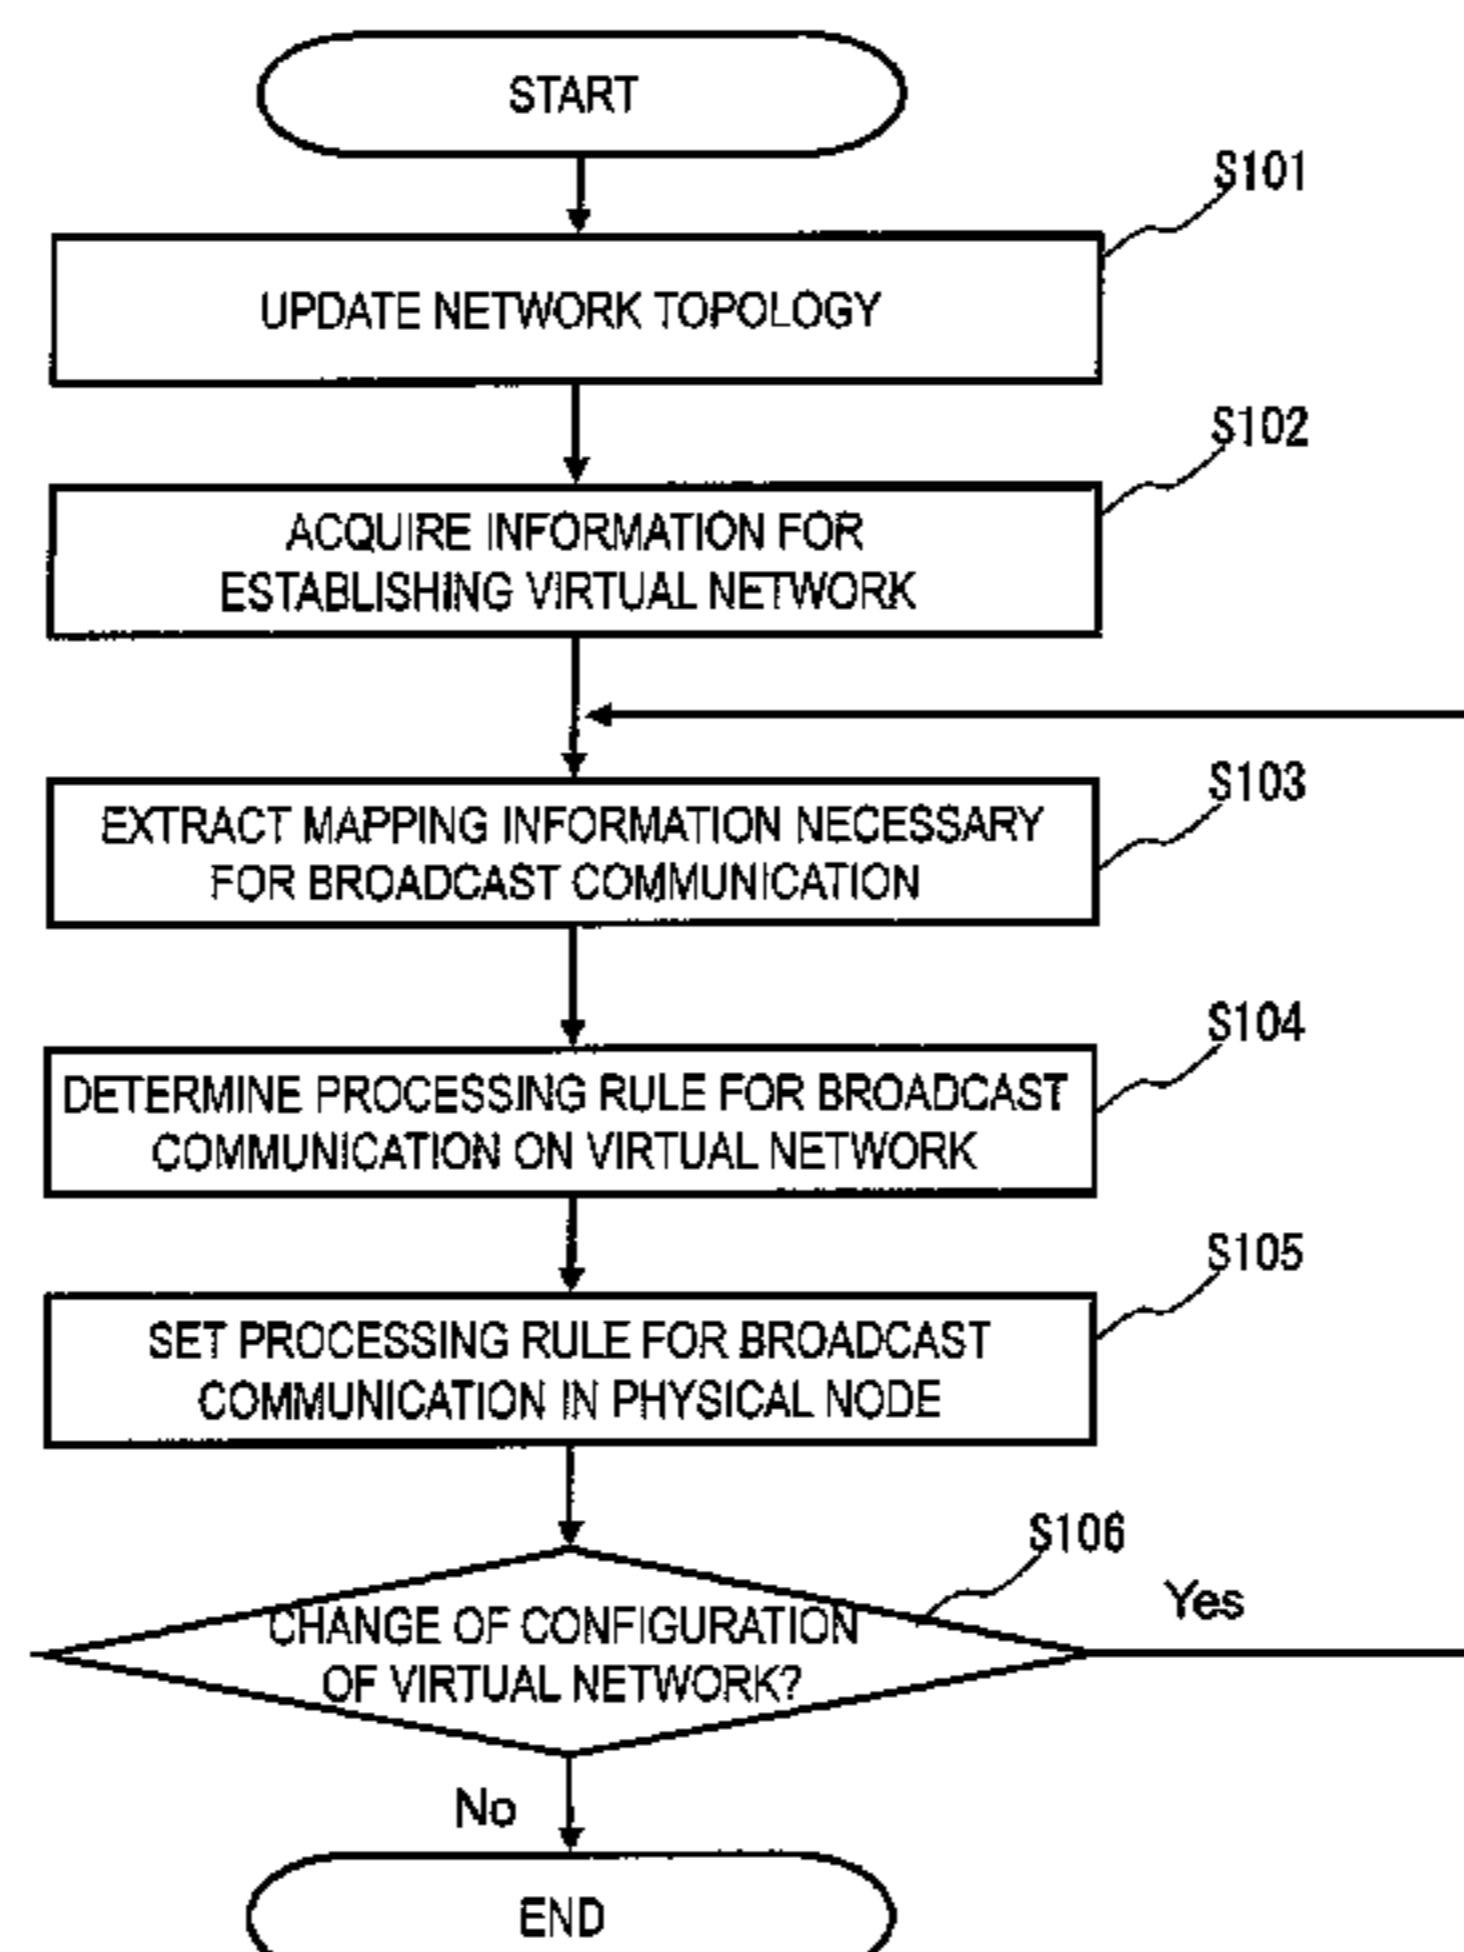 START
S101
UPDATE NETWORK TOPOLOGY
S102
ACQUIRE INFORMATION FOR
ESTABLISHING VIRTUAL NETWORK
S103
EXTRACT MAPPING INFORMATION NECESSARY
FOR BROADCAST COMMUNICATION
S104
DETERMINE PROCESSING RULE FOR BROADCAST
COMMUNICATION ON VIRTUAL NETWORK
S105
SET PROCESSING RULE FOR BROADCAST
COMMUNICATION IN PHYSICAL NODE
S106
Yes
CHANGE OF CONFIGURATION
OF VIRTUAL NETWORK?
No
END